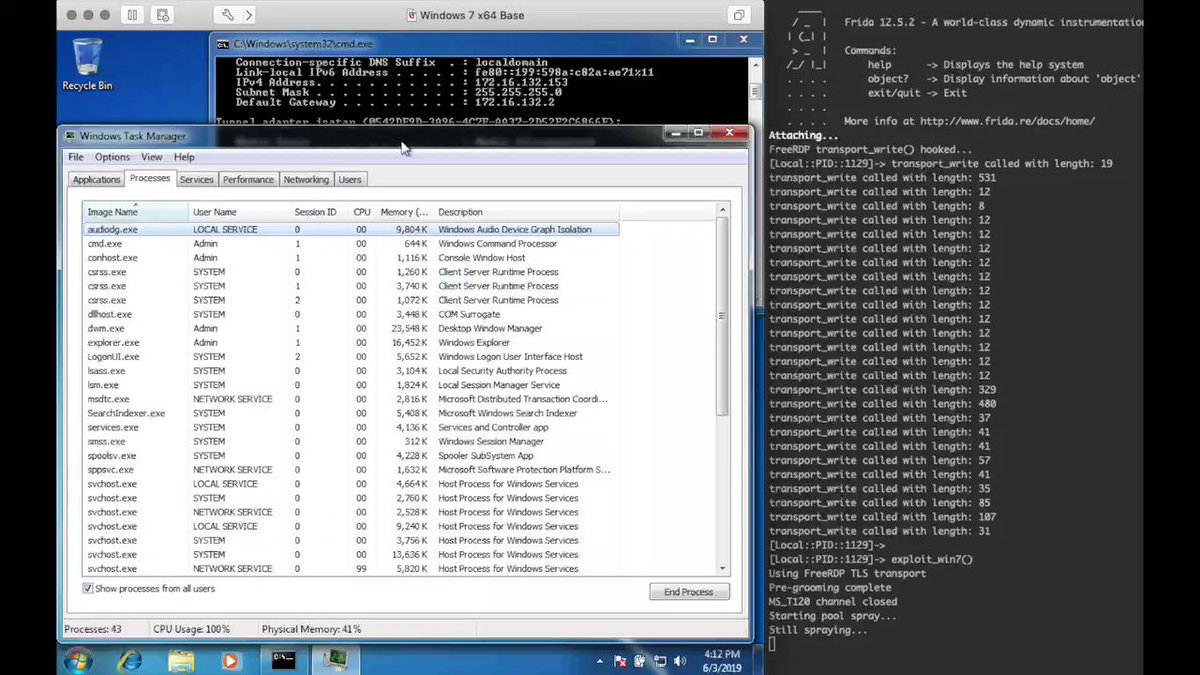 Windows 7 x64 Base
Recycle Bin
C:\Windows\system32\cmd.exe
Connection-specific DNS Suffix . : localdomain
Link-local IPv6 Address . . . . . : fe80::199:598a:c82a:ae71%11
IPv4 Address. . . . . . . . . . . : 172.16.132.153
Subnet Mask . . . . . . . . . . . : 255.255.255.0
Default Gateway . . . . . . . . . : 172.16.132.2
Tunnel adapter isatap
Windows Task Manager
File Options View Help
Applications Processes Services Performance Networking Users
Image Name User Name Session ID CPU Memory (... Description
audiodg.exe LOCAL SERVICE 0 00 9,804 K Windows Audio Device Graph Isolation
cmd.exe Admin 1 00 644 K Windows Command Processor
conhost.exe Admin 1 00 1,116 K Console Window Host
csrss.exe SYSTEM 0 00 1,260 K Client Server Runtime Process
csrss.exe SYSTEM 1 00 3,740 K Client Server Runtime Process
csrss.exe SYSTEM 2 00 1,072 K Client Server Runtime Process
dllhost.exe SYSTEM 0 00 3,448 K COM Surrogate
dwm.exe Admin 1 00 23,548 K Desktop Window Manager
explorer.exe Admin 1 00 16,452 K Windows Explorer
LogonUI.exe SYSTEM 2 00 5,652 K Windows Logon User Interface Host
lsass.exe SYSTEM 0 00 3,104 K Local Security Authority Process
lsm.exe SYSTEM 0 00 1,824 K Local Session Manager Service
msdtc.exe NETWORK SERVICE 0 00 2,816 K Microsoft Distributed Transaction Coordi...
SearchIndexer.exe SYSTEM 0 00 5,408 K Microsoft Windows Search Indexer
services.exe SYSTEM 0 00 4,136 K Services and Controller app
smss.exe SYSTEM 0 00 312 K Windows Session Manager
spoolsv.exe SYSTEM 0 00 4,228 K Spooler SubSystem App
sppsvc.exe NETWORK SERVICE 0 00 1,632 K Microsoft Software Protection Platform S...
svchost.exe LOCAL SERVICE 0 00 4,664 K Host Process for Windows Services
svchost.exe SYSTEM 0 00 2,760 K Host Process for Windows Services
svchost.exe NETWORK SERVICE 0 00 2,528 K Host Process for Windows Services
svchost.exe LOCAL SERVICE 0 00 9,240 K Host Process for Windows Services
svchost.exe SYSTEM 0 00 3,756 K Host Process for Windows Services
svchost.exe SYSTEM 0 00 13,636 K Host Process for Windows Services
svchost.exe NETWORK SERVICE 0 99 5,820 K Host Process for Windows Services
Show processes from all users
End Process
Processes: 43 CPU Usage: 100% Physical Memory: 41%
4:12 PM
6/3/2019
Frida 12.5.2 - A world-class dynamic instrumentation
Commands:
help -> Displays the help system
object? -> Display information about 'object'
exit/quit -> Exit
More info at http://www.frida.re/docs/home/
Attaching...
FreeRDP transport_write() hooked...
[Local::PID::1129]-> transport_write called with length: 19
transport_write called with length: 531
transport_write called with length: 12
transport_write called with length: 8
transport_write called with length: 12
transport_write called with length: 12
transport_write called with length: 12
transport_write called with length: 12
transport_write called with length: 12
transport_write called with length: 12
transport_write called with length: 12
transport_write called with length: 12
transport_write called with length: 12
transport_write called with length: 12
transport_write called with length: 12
transport_write called with length: 12
transport_write called with length: 329
transport_write called with length: 480
transport_write called with length: 37
transport_write called with length: 41
transport_write called with length: 41
transport_write called with length: 57
transport_write called with length: 41
transport_write called with length: 35
transport_write called with length: 85
transport_write called with length: 107
transport_write called with length: 31
[Local::PID::1129]->
[Local::PID::1129]-> exploit_win7()
Using FreeRDP TLS transport
Pre-grooming complete
MS_T120 channel closed
Starting pool spray...
Still spraying...